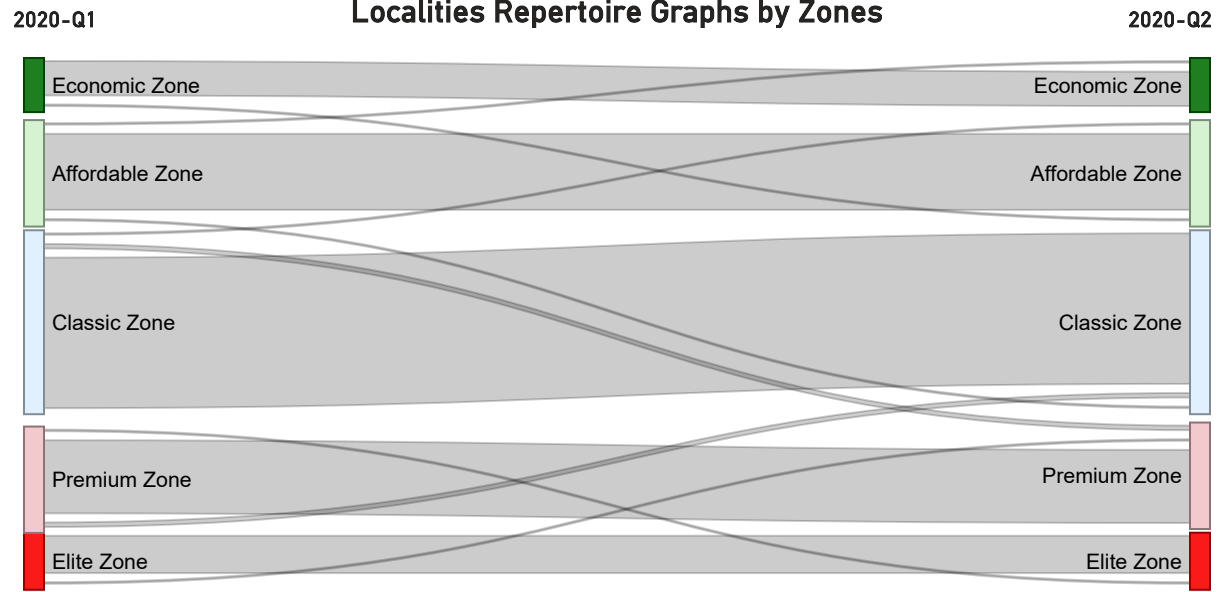 Localities Repertoire Graphs by Zones
2020-Q1
2020-Q2
Economic Zone
Economic Zone
Affordable Zone
Affordable Zone
Classic Zone
Classic Zone
Premium Zone
Premium Zone
Elite Zone
Elite Zone